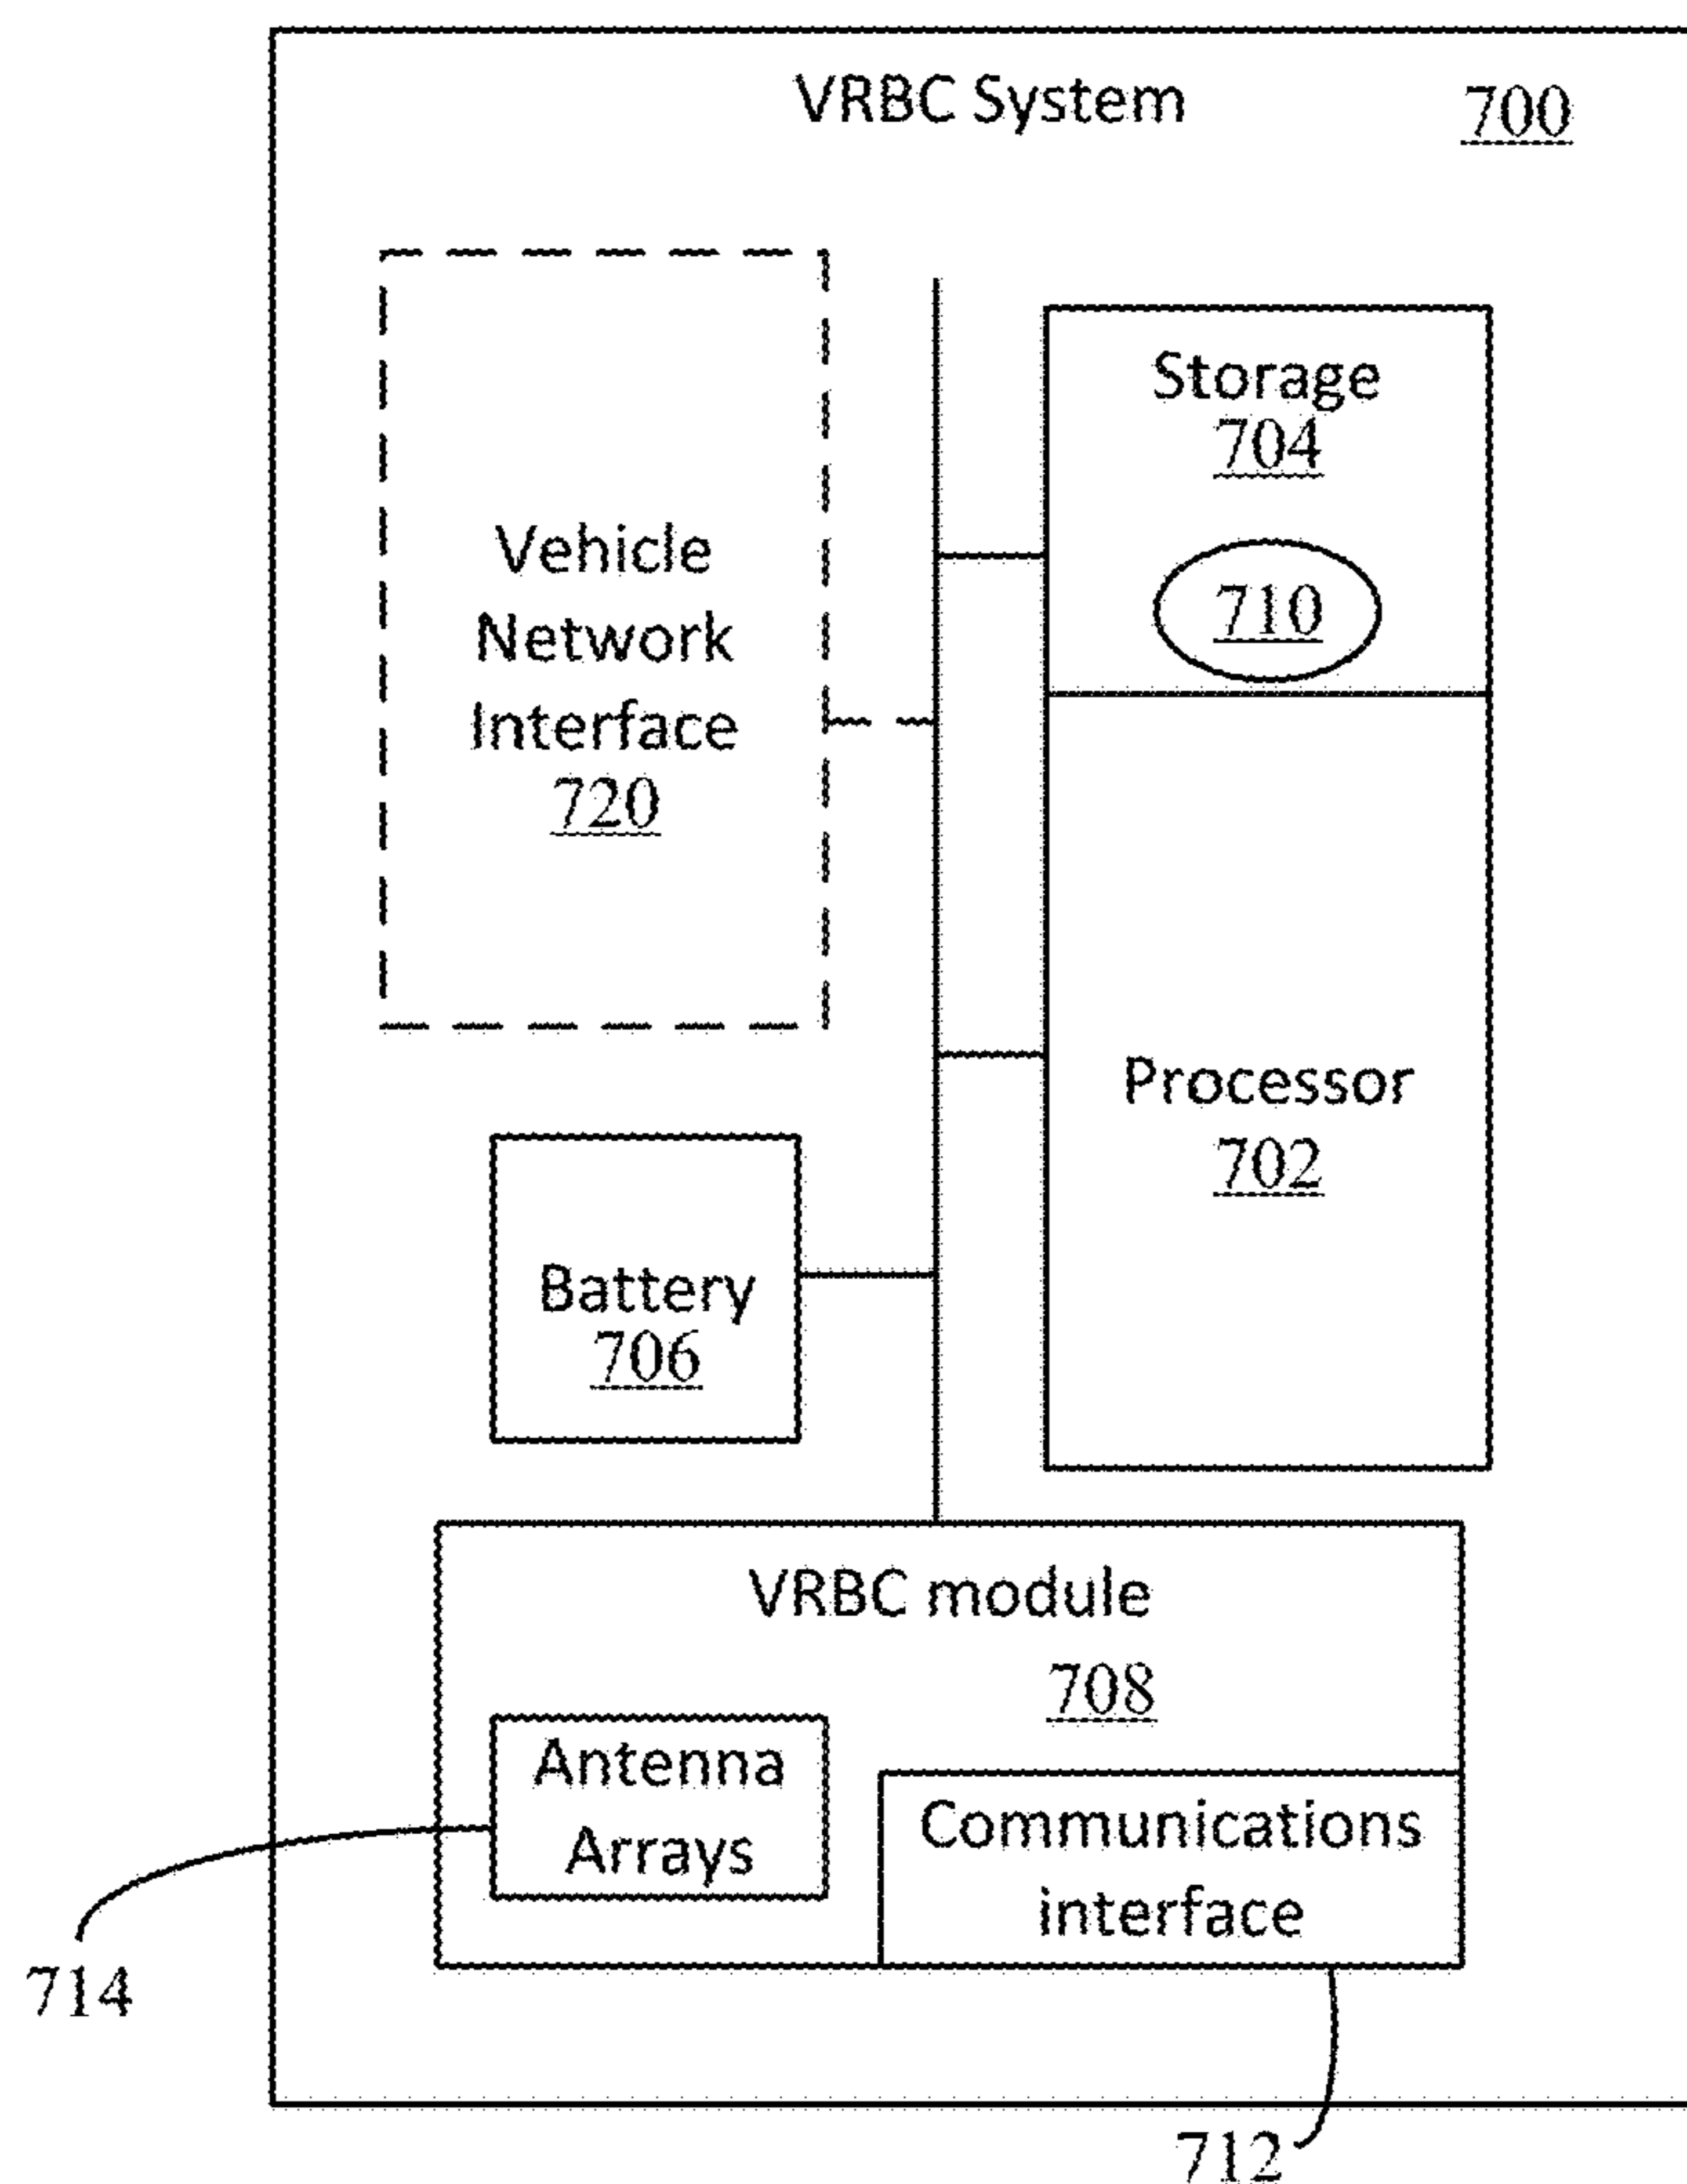 VRBC System 700
Storage
704
710
Vehicle
Network
Interface
720
Processor
702
Battery
706
VRBC module
708
Antenna
Arrays
Communications
interface
714
712